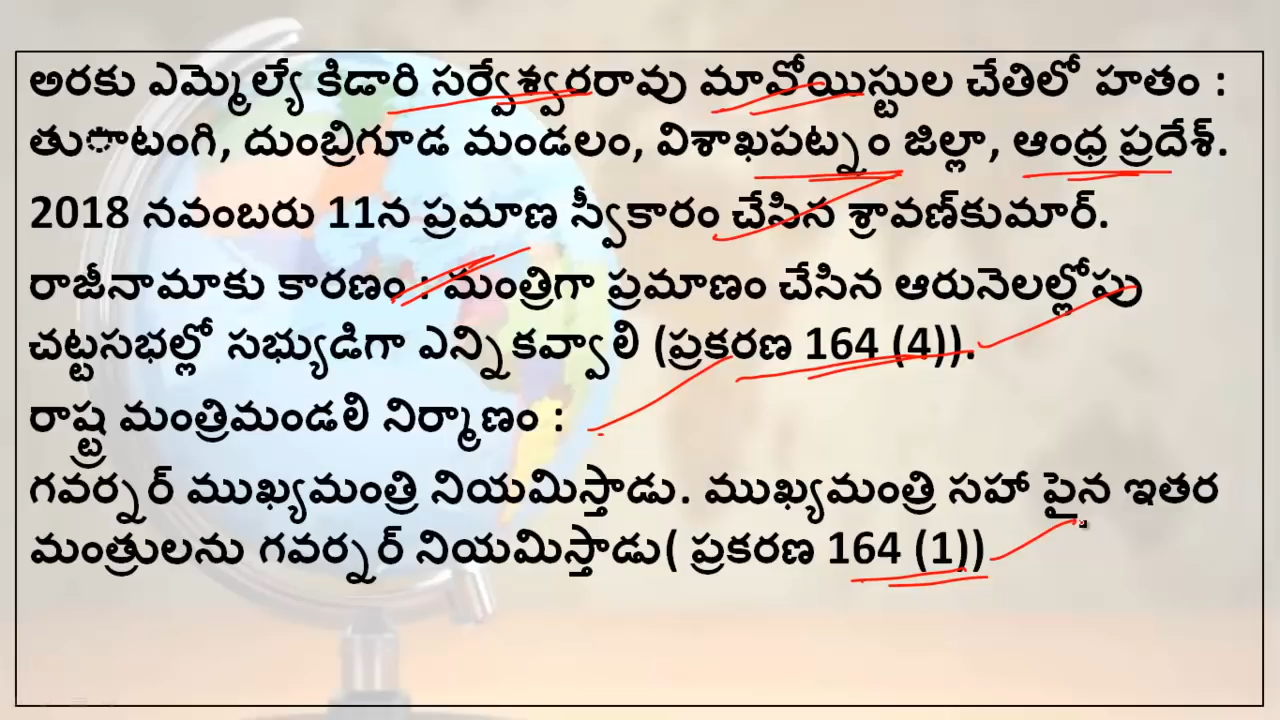 అరకు ఎమ్మెల్యే కిడారి సర్వేశ్వరరావు మావోయిస్టుల చేతిలో హతం :
తుాటంగి, దుంబ్రిగూడ మండలం, విశాఖపట్నం జిల్లా, ఆంధ్ర ప్రదేశ్.
2018 నవంబరు 11న ప్రమాణ స్వీకారం చేసిన శ్రావణ్‌కుమార్.
రాజీనామాకు కారణం : మంత్రిగా ప్రమాణం చేసిన ఆరునెలల్లోపు
చట్టసభల్లో సభ్యుడిగా ఎన్నికవ్వాలి (ప్రకరణ 164 (4)).
రాష్ట్ర మంత్రిమండలి నిర్మాణం :
గవర్నర్ ముఖ్యమంత్రి నియమిస్తాడు. ముఖ్యమంత్రి సహా పైన ఇతర
మంత్రులను గవర్నర్ నియమిస్తాడు( ప్రకరణ 164 (1))